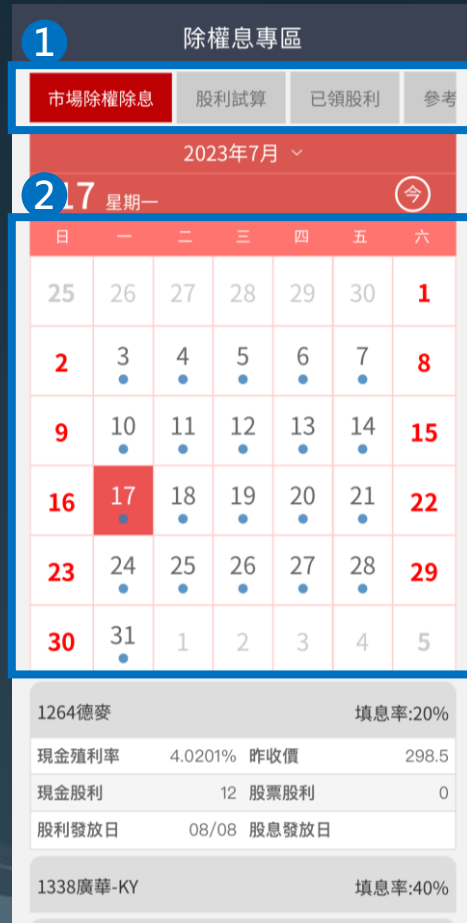 除權息專區
1
市場除權除息 股利試算 已領股利 參考
2023年7月
2
17 星期一 今
日 一 二 三 四 五 六
25 26 27 28 29 30 1
2 3 4 5 6 7 8
9 10 11 12 13 14 15
16 17 18 19 20 21 22
23 24 25 26 27 28 29
30 31 1 2 3 4 5
1264德麥 填息率:20%
現金殖利率 4.0201% 昨收價 298.5
現金股利 12 股票股利 0
股利發放日 08/08 股息發放日
1338廣華-KY 填息率:40%